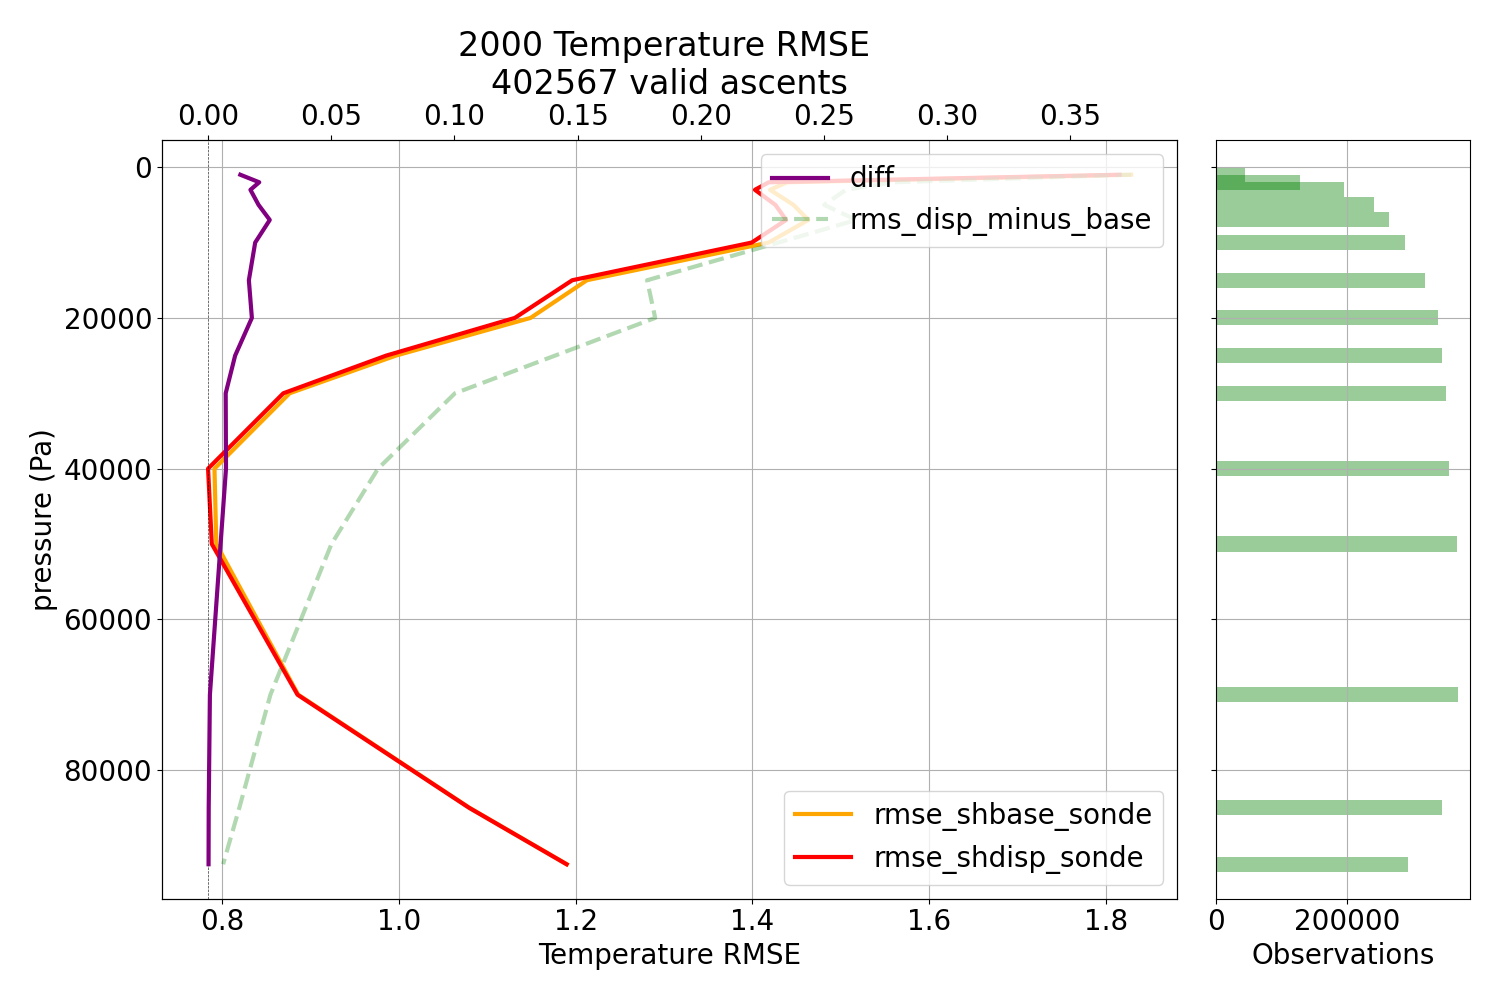 2000 Temperature RMSE
402567 valid ascents
0.00 0.05 0.10 0.15 0.20 0.25 0.30 0.35
diff
rms_disp_minus_base
0
20000
40000
60000
80000
pressure (Pa)
rmse_shbase_sonde
rmse_shdisp_sonde
0.8 1.0 1.2 1.4 1.6 1.8
Temperature RMSE
0 200000
Observations